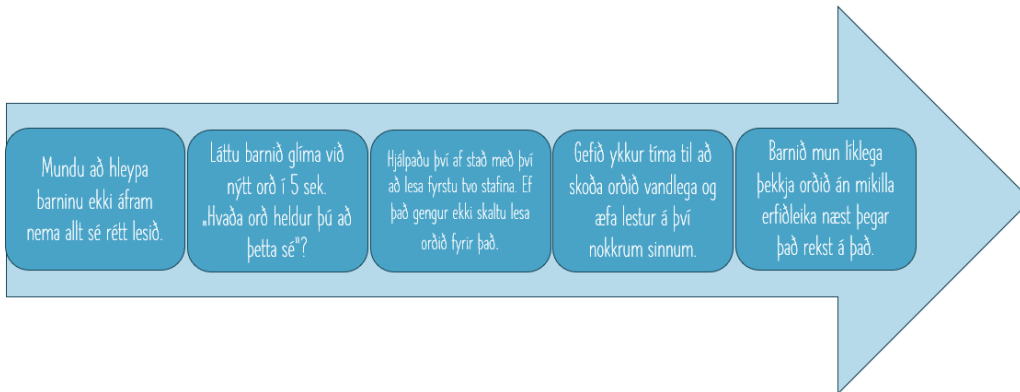 Mundu að hleypa
barninu ekki áfram
nema allt sé rétt lesið.
Láttu barnið glíma við
nýtt orð í 5 sek.
„Hvaða orð heldur þú að
þetta sé"?
Hjálpaðu því af stað með því
að lesa fyrstu tvo stafina. Ef
það gengur ekki skaltu lesa
orðið fyrir það.
Gefið ykkur tíma til að
skoða orðið vandlega og
æfa lestur á því
nokkrum sinnum.
Barnið mun líklega
þekkja orðið án mikilla
erfiðleika næst þegar
það rekst á það.